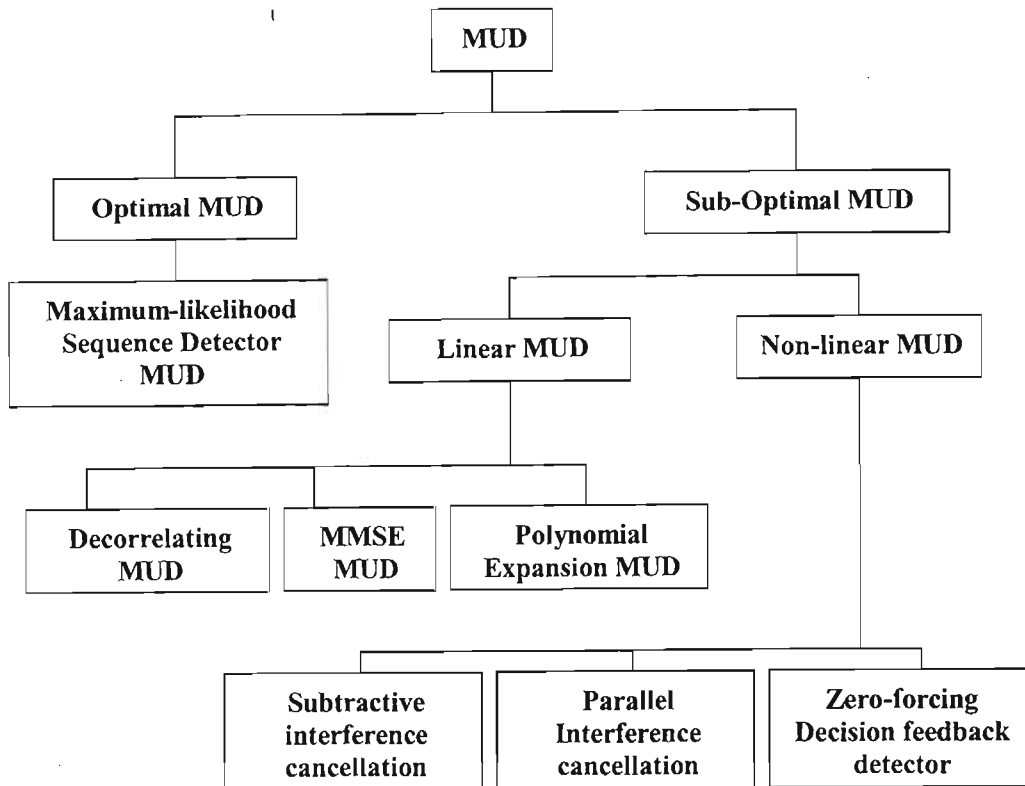 MUD
Optimal MUD
Sub-Optimal MUD
Maximum-likelihood
Sequence Detector
MUD
Linear MUD
Non-linear MUD
Decorrelating
MUD
MMSE
MUD
Polynomial
Expansion MUD
Subtractive
interference
cancellation
Parallel
Interference
cancellation
Zero-forcing
Decision feedback
detector